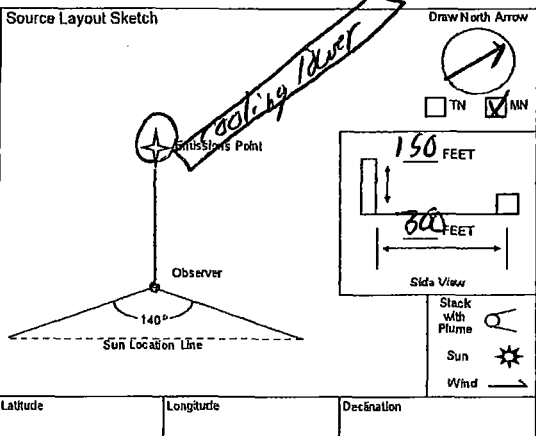 Source Layout Sketch
Draw North Arrow
TN
MN
Cooling Tower
Emissions Point
150 FEET
300 FEET
Side View
Observer
140°
Sun Location Line
Stack
with
Plume
Sun
Wind
Latitude
Longitude
Declination